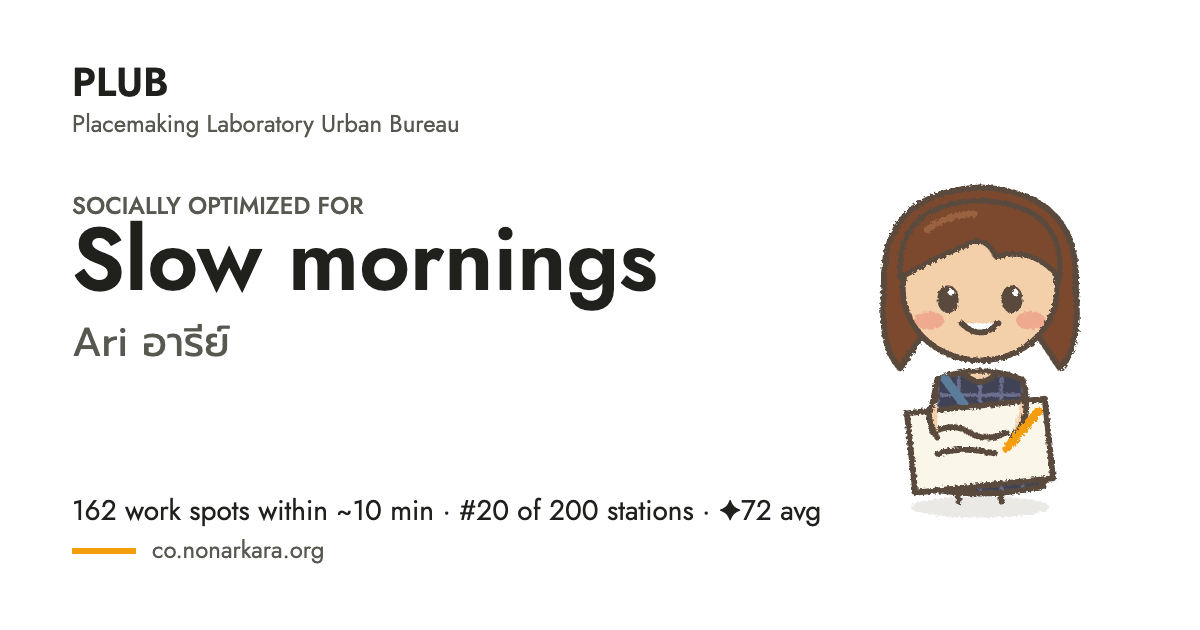 PLUB
Placemaking Laboratory Urban Bureau
SOCIALLY OPTIMIZED FOR
Slow mornings
Ari อารีย์
162 work spots within ~10 min · #20 of 200 stations · ✦72 avg
co.nonarkara.org